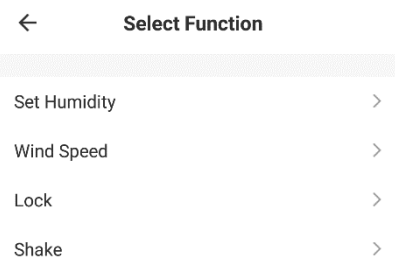 Select Function
Set Humidity
Wind Speed
Lock
Shake